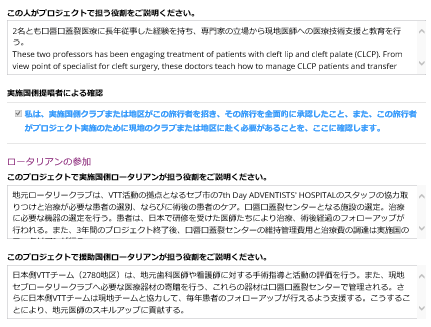 この人がプロジェクトで担う役割をご説明ください。
2名とも口唇口蓋裂医療に長年従事した経験を持ち、専門家の立場から現地医師への医療技術支援と教育を行
う。
These two professors has been engaging treatment of patients with cleft lip and cleft palate (CLCP). From
view point of specialist for cleft surgery, these doctors teach how to manage CLCP patients and transfer
実施国側提唱者による確認
私は、実施国側クラブまたは地区がこの旅行者を招き、その旅行を全面的に承認したこと、また、この旅行者
がプロジェクト実施のために現地のクラブまたは地区に赴く必要があることを、ここに確認します。
ロータリアンの参加
このプロジェクトで実施国側ロータリアンが担う役割をご説明ください。
地元ロータリークラブは、VTT活動の拠点となるセブ市の7th Day ADVENTISTS' HOSPITALのスタッフの協力取
りつけと治療が必要な患者の選別、ならびに術後の患者のケア。口唇口蓋裂センターとなる施設の選定。治療
に必要な機器の選定を行う。患者は、日本で研修を受けた医師たちにより治療、術後経過のフォローアップが
行われる。また、3年間のプロジェクト終了後、口唇口蓋裂センターの維持管理費用と治療費の調達は実施国の
このプロジェクトで援助国側ロータリアンが担う役割をご説明ください。
日本側VTTチーム（2780地区）は、地元歯科医師や看護師に対する手術指導と活動の評価を行う。また、現地
セブロータリークラブへ必要な医療器材の寄贈を行う、これらの器材は口唇口蓋裂センターで管理される。さ
らに日本側VTTチームは現地チームと協力して、毎年患者のフォローアップが行えるよう支援する。こうするこ
とにより、地元医師のスキルアップに貢献する。